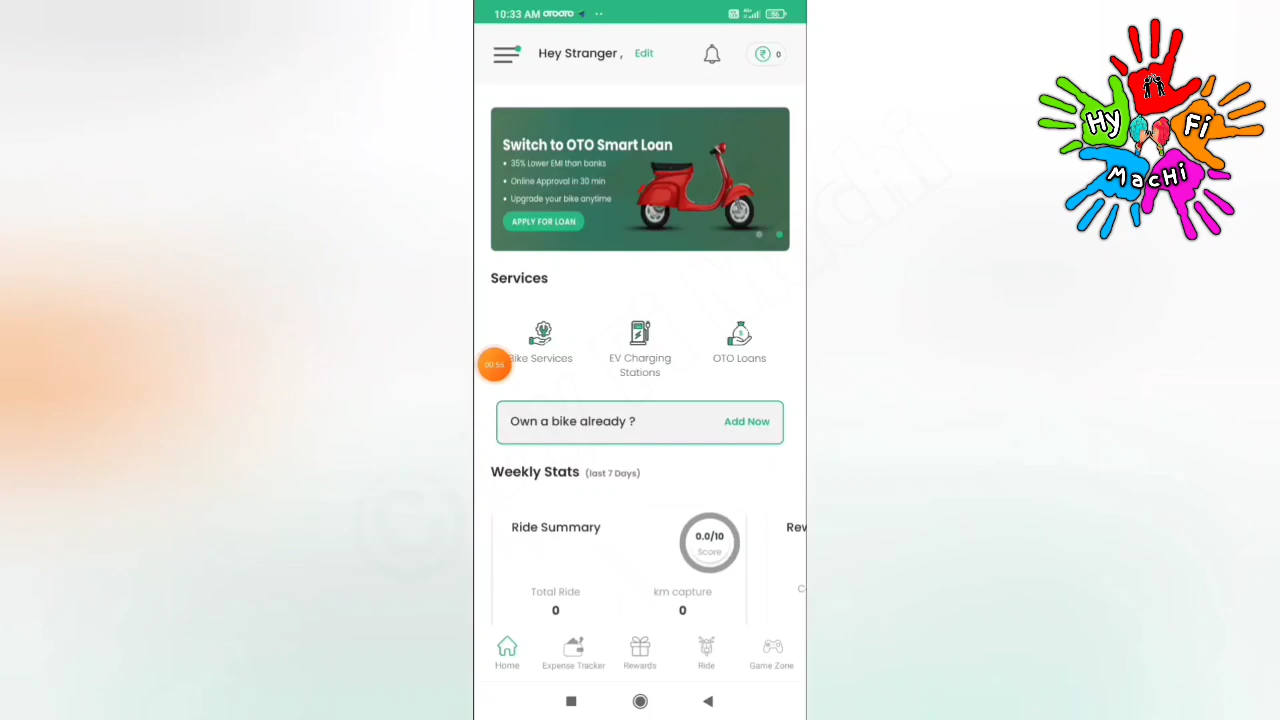 10:33 AM
Hey Stranger , Edit
0
Switch to OTO Smart Loan
• 35% Lower EMI than banks
• Online Approval in 30 min
• Upgrade your bike anytime
APPLY FOR LOAN
Services
00:56
Bike Services
EV Charging
Stations
OTO Loans
Own a bike already ? Add Now
Weekly Stats (last 7 Days)
Ride Summary
0.0/10
Score
Rew
Total Ride
km capture
C
0
0
Home
Expense Tracker
Rewards
Ride
Game Zone
Hy
Fi
MacHi